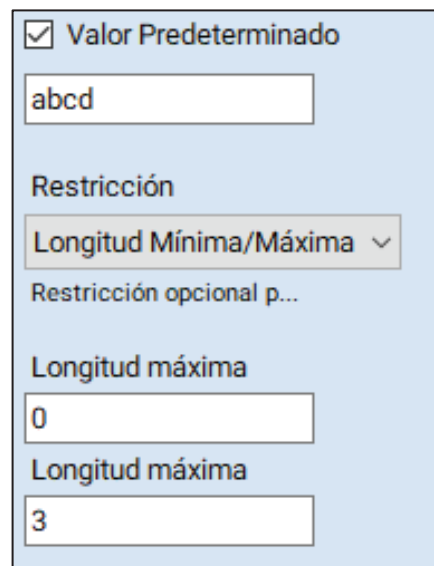 Valor Predeterminado
abcd
Restricción
Longitud Mínima/Máxima
Restricción opcional p...
Longitud máxima
0
Longitud máxima
3